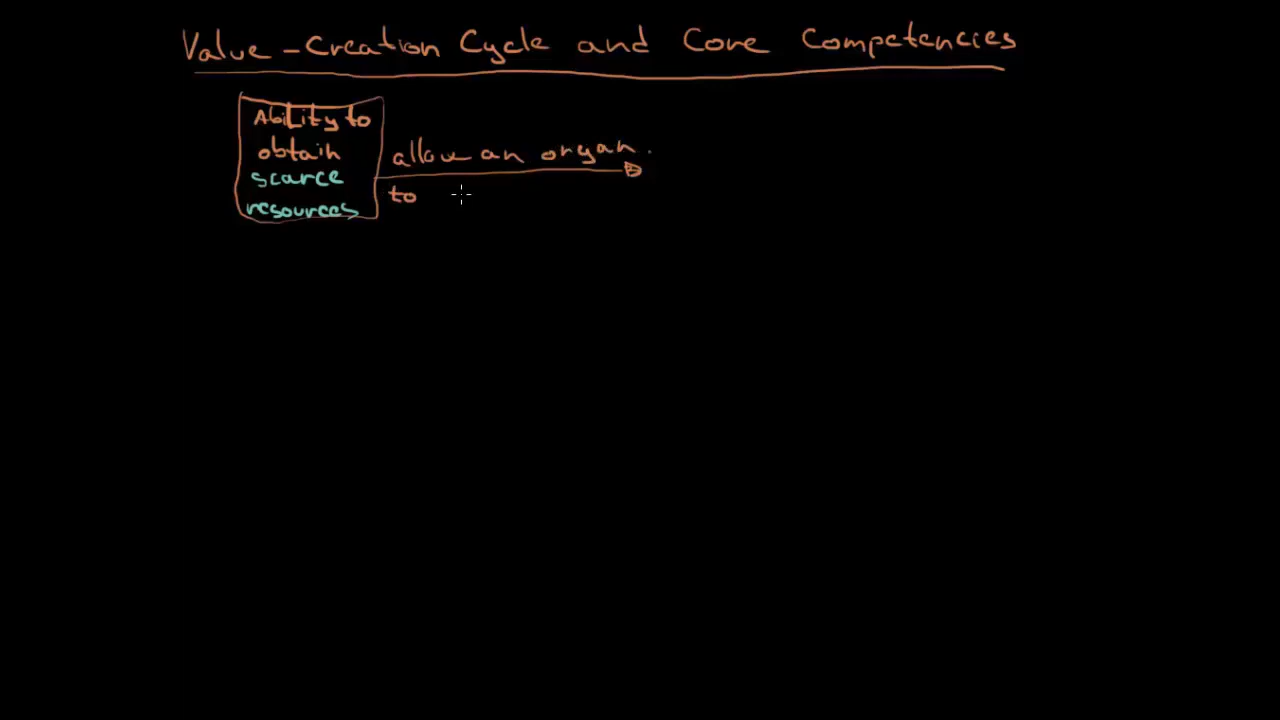 Value-Creation Cycle and Core Competencies
Ability to
obtain
scarce
resources
allow an organ.
to